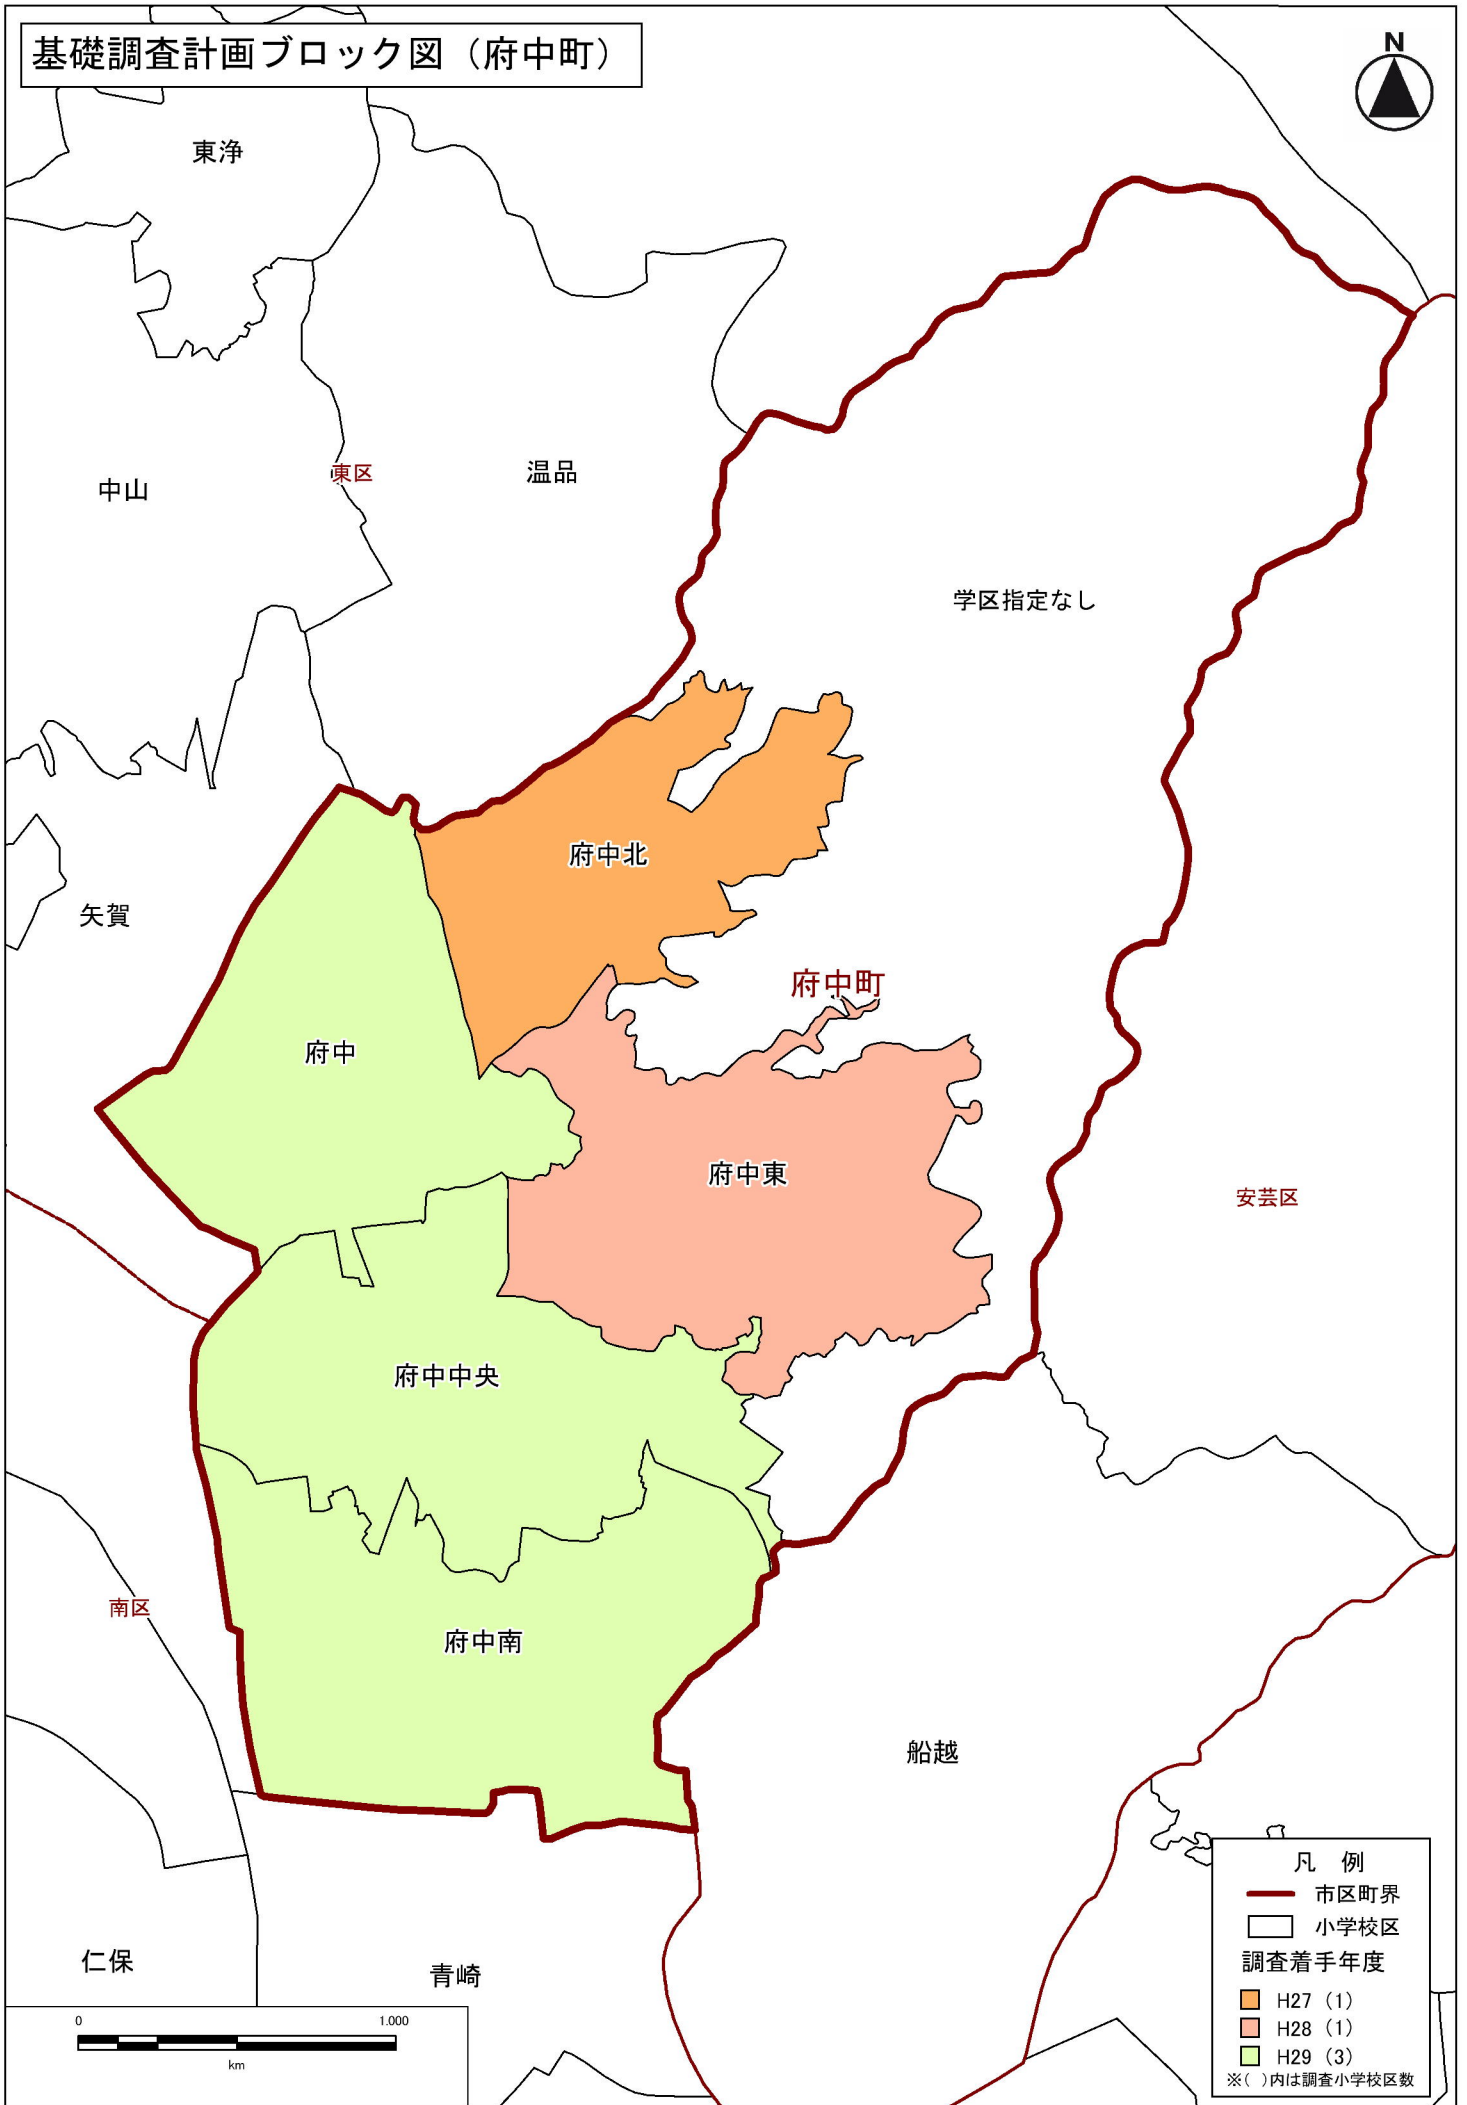 基礎調査計画ブロック図（府中町）
N
東浄
中山
東区
温品
学区指定なし
府中北
矢賀
府中町
府中
府中東
安芸区
府中中央
南区
府中南
船越
仁保
青崎
0 1.000
km
凡 例
市区町界
小学校区
調査着手年度
H27（1）
H28（1）
H29（3）
※( )内は調査小学校区数